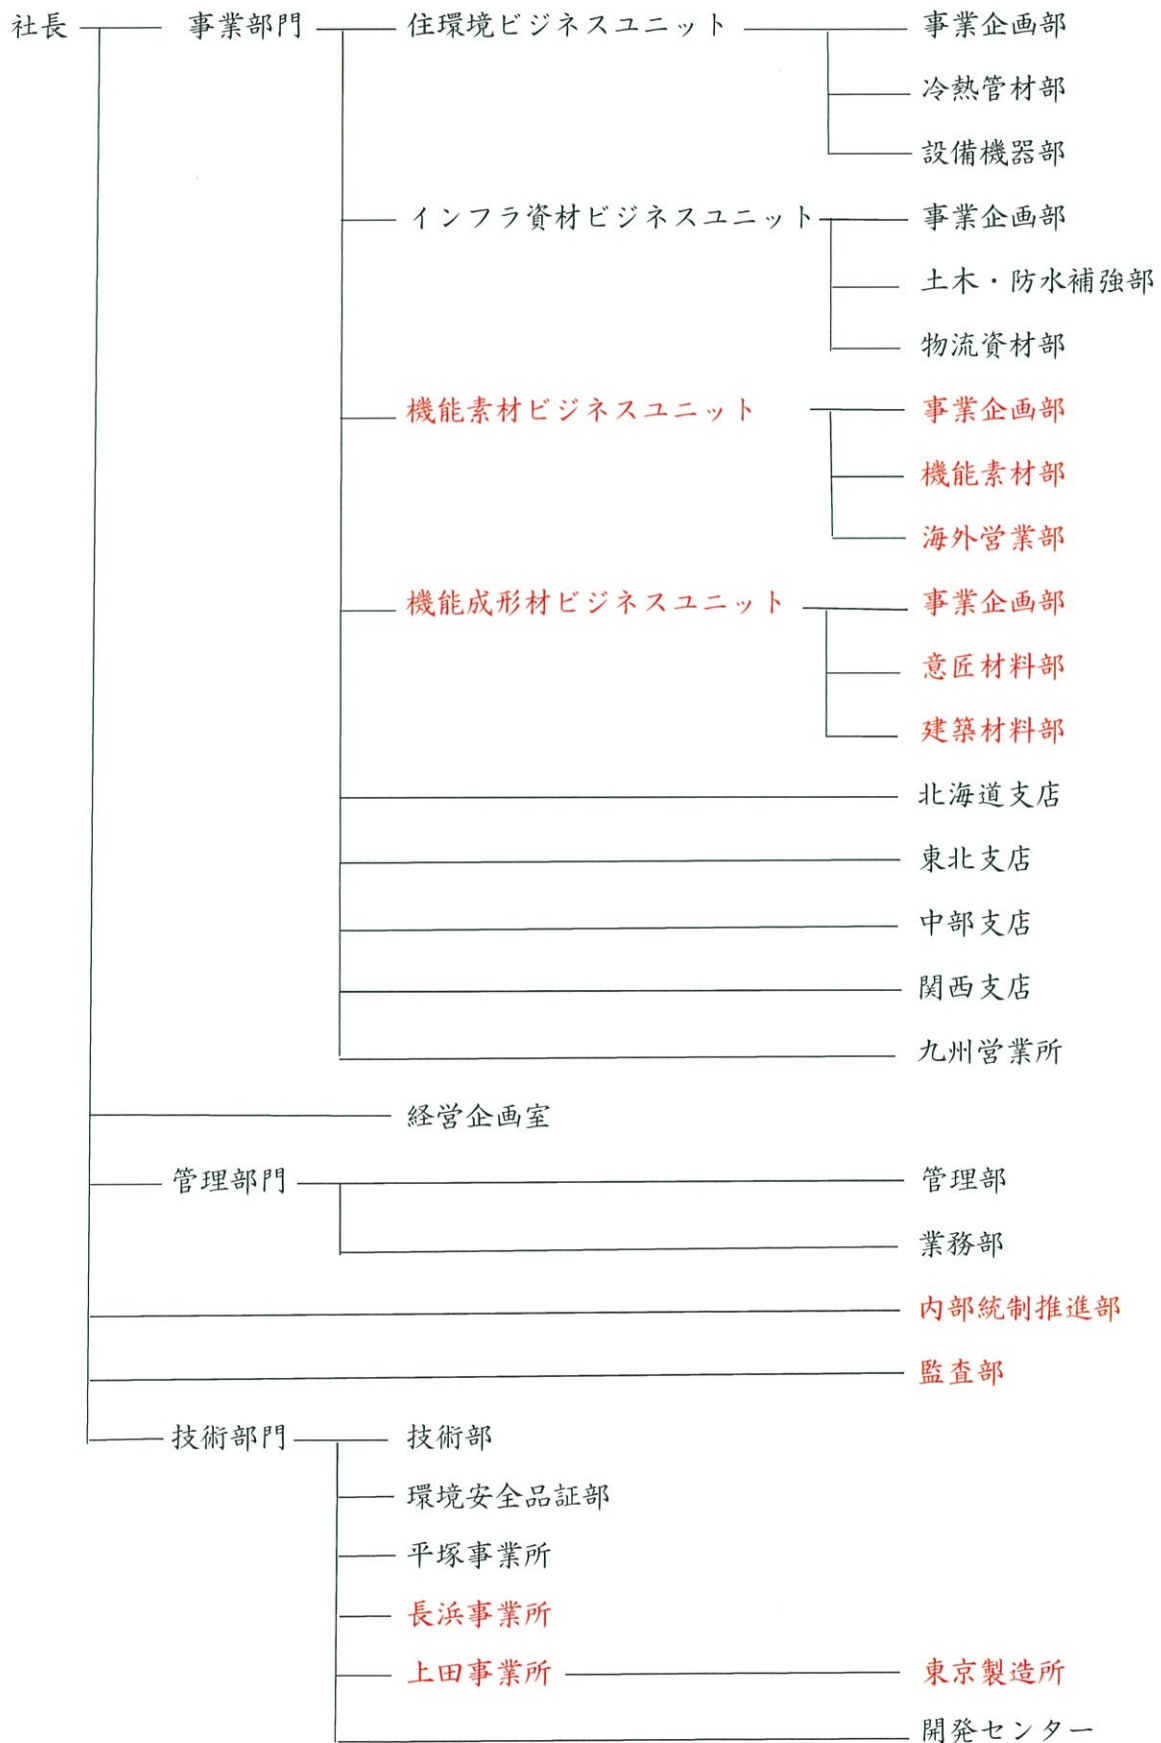 社長 事業部門 住環境ビジネスユニット 事業企画部
冷熱管材部
設備機器部
インフラ資材ビジネスユニット 事業企画部
土木・防水補強部
物流資材部
機能素材ビジネスユニット 事業企画部
機能素材部
海外営業部
機能成形材ビジネスユニット 事業企画部
意匠材料部
建築材料部
北海道支店
東北支店
中部支店
関西支店
九州営業所
経営企画室
管理部門 管理部
業務部
内部統制推進部
監査部
技術部門 技術部
環境安全品証部
平塚事業所
長浜事業所
上田事業所 東京製造所
開発センター